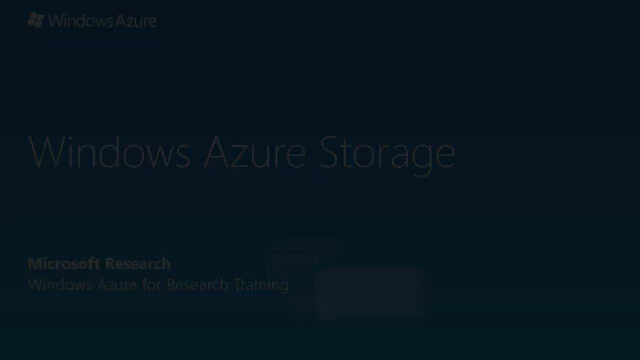 Windows Azure
Windows Azure Storage
Microsoft Research
Windows Azure for Research Training